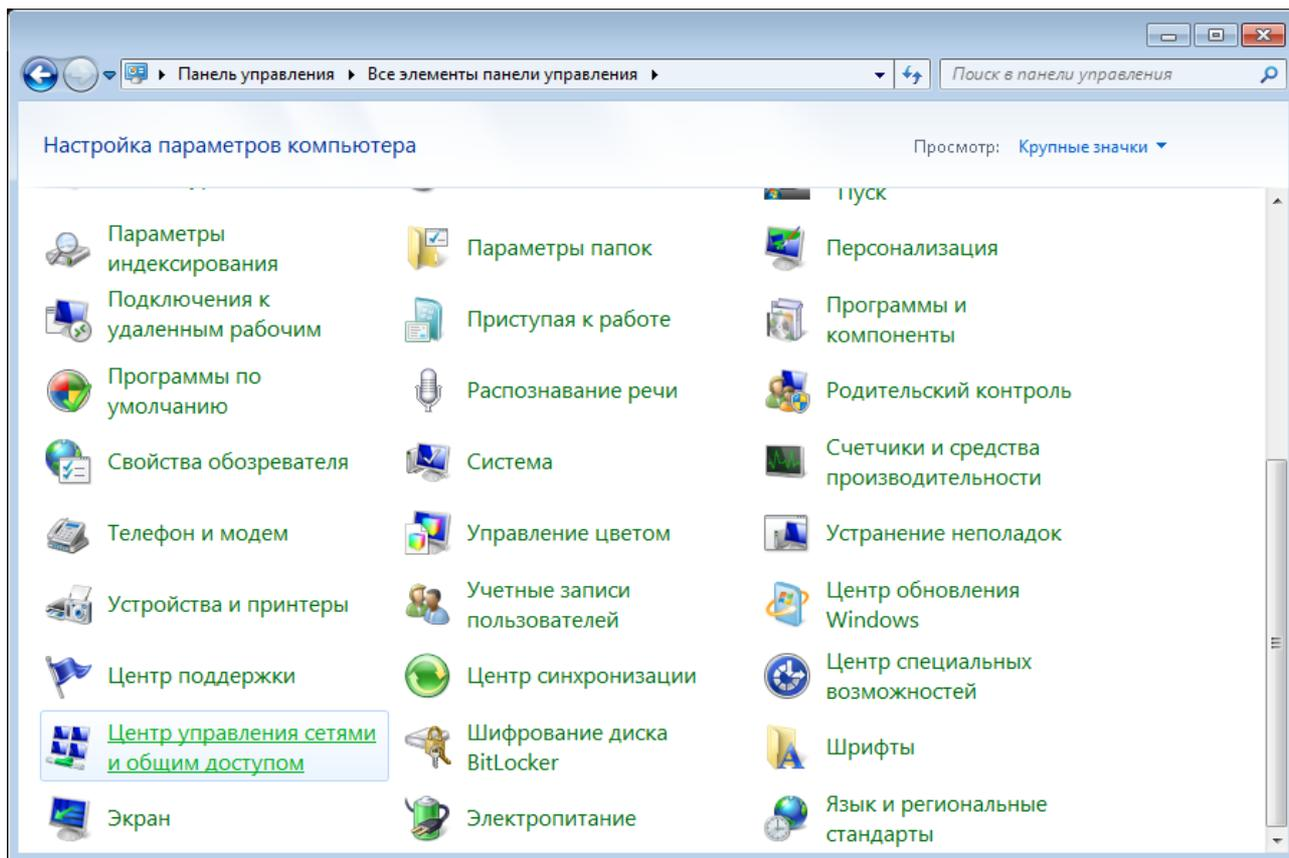 Панель управления
Все элементы панели управления
Поиск в панели управления
Настройка параметров компьютера
Просмотр:
Крупные значки
Пуск
Параметры
индексирования
Параметры папок
Персонализация
Подключения к
удаленным рабочим
Приступая к работе
Программы и
компоненты
Программы по
умолчанию
Распознавание речи
Родительский контроль
Свойства обозревателя
Система
Счетчики и средства
производительности
Телефон и модем
Управление цветом
Устранение неполадок
Устройства и принтеры
Учетные записи
пользователей
Центр обновления
Windows
Центр поддержки
Центр синхронизации
Центр специальных
возможностей
Центр управления сетями
и общим доступом
Шифрование диска
BitLocker
Шрифты
Экран
Электропитание
Язык и региональные
стандарты